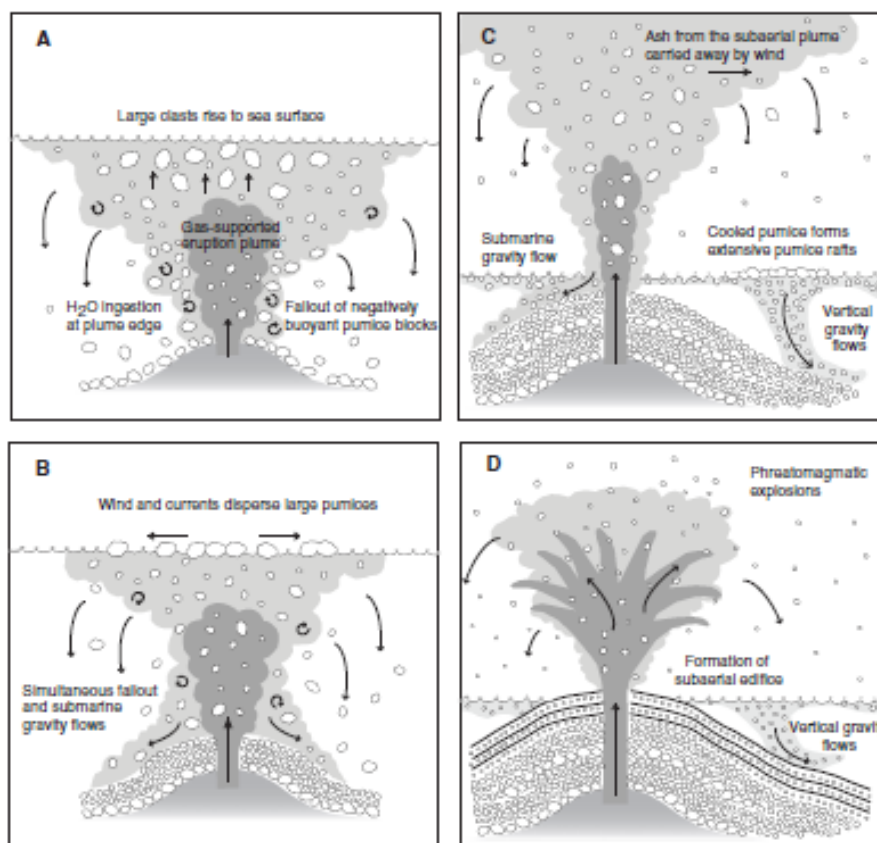 A
Large clasts rise to sea surface
Gas-supported
eruption plume
H2O ingestion
at plume edge
Fallout of negatively
buoyant pumice blocks
B
Wind and currents disperse large pumices
Simultaneous fallout
and submarine
gravity flows
C
Ash from the subaerial plume
carried away by wind
Submarine
gravity flow
Cooled pumice forms
extensive pumice rafts
Vertical
gravity
flows
D
Phreatomagmatic
explosions
Formation of
subaerial edifice
Vertical gravit
flows